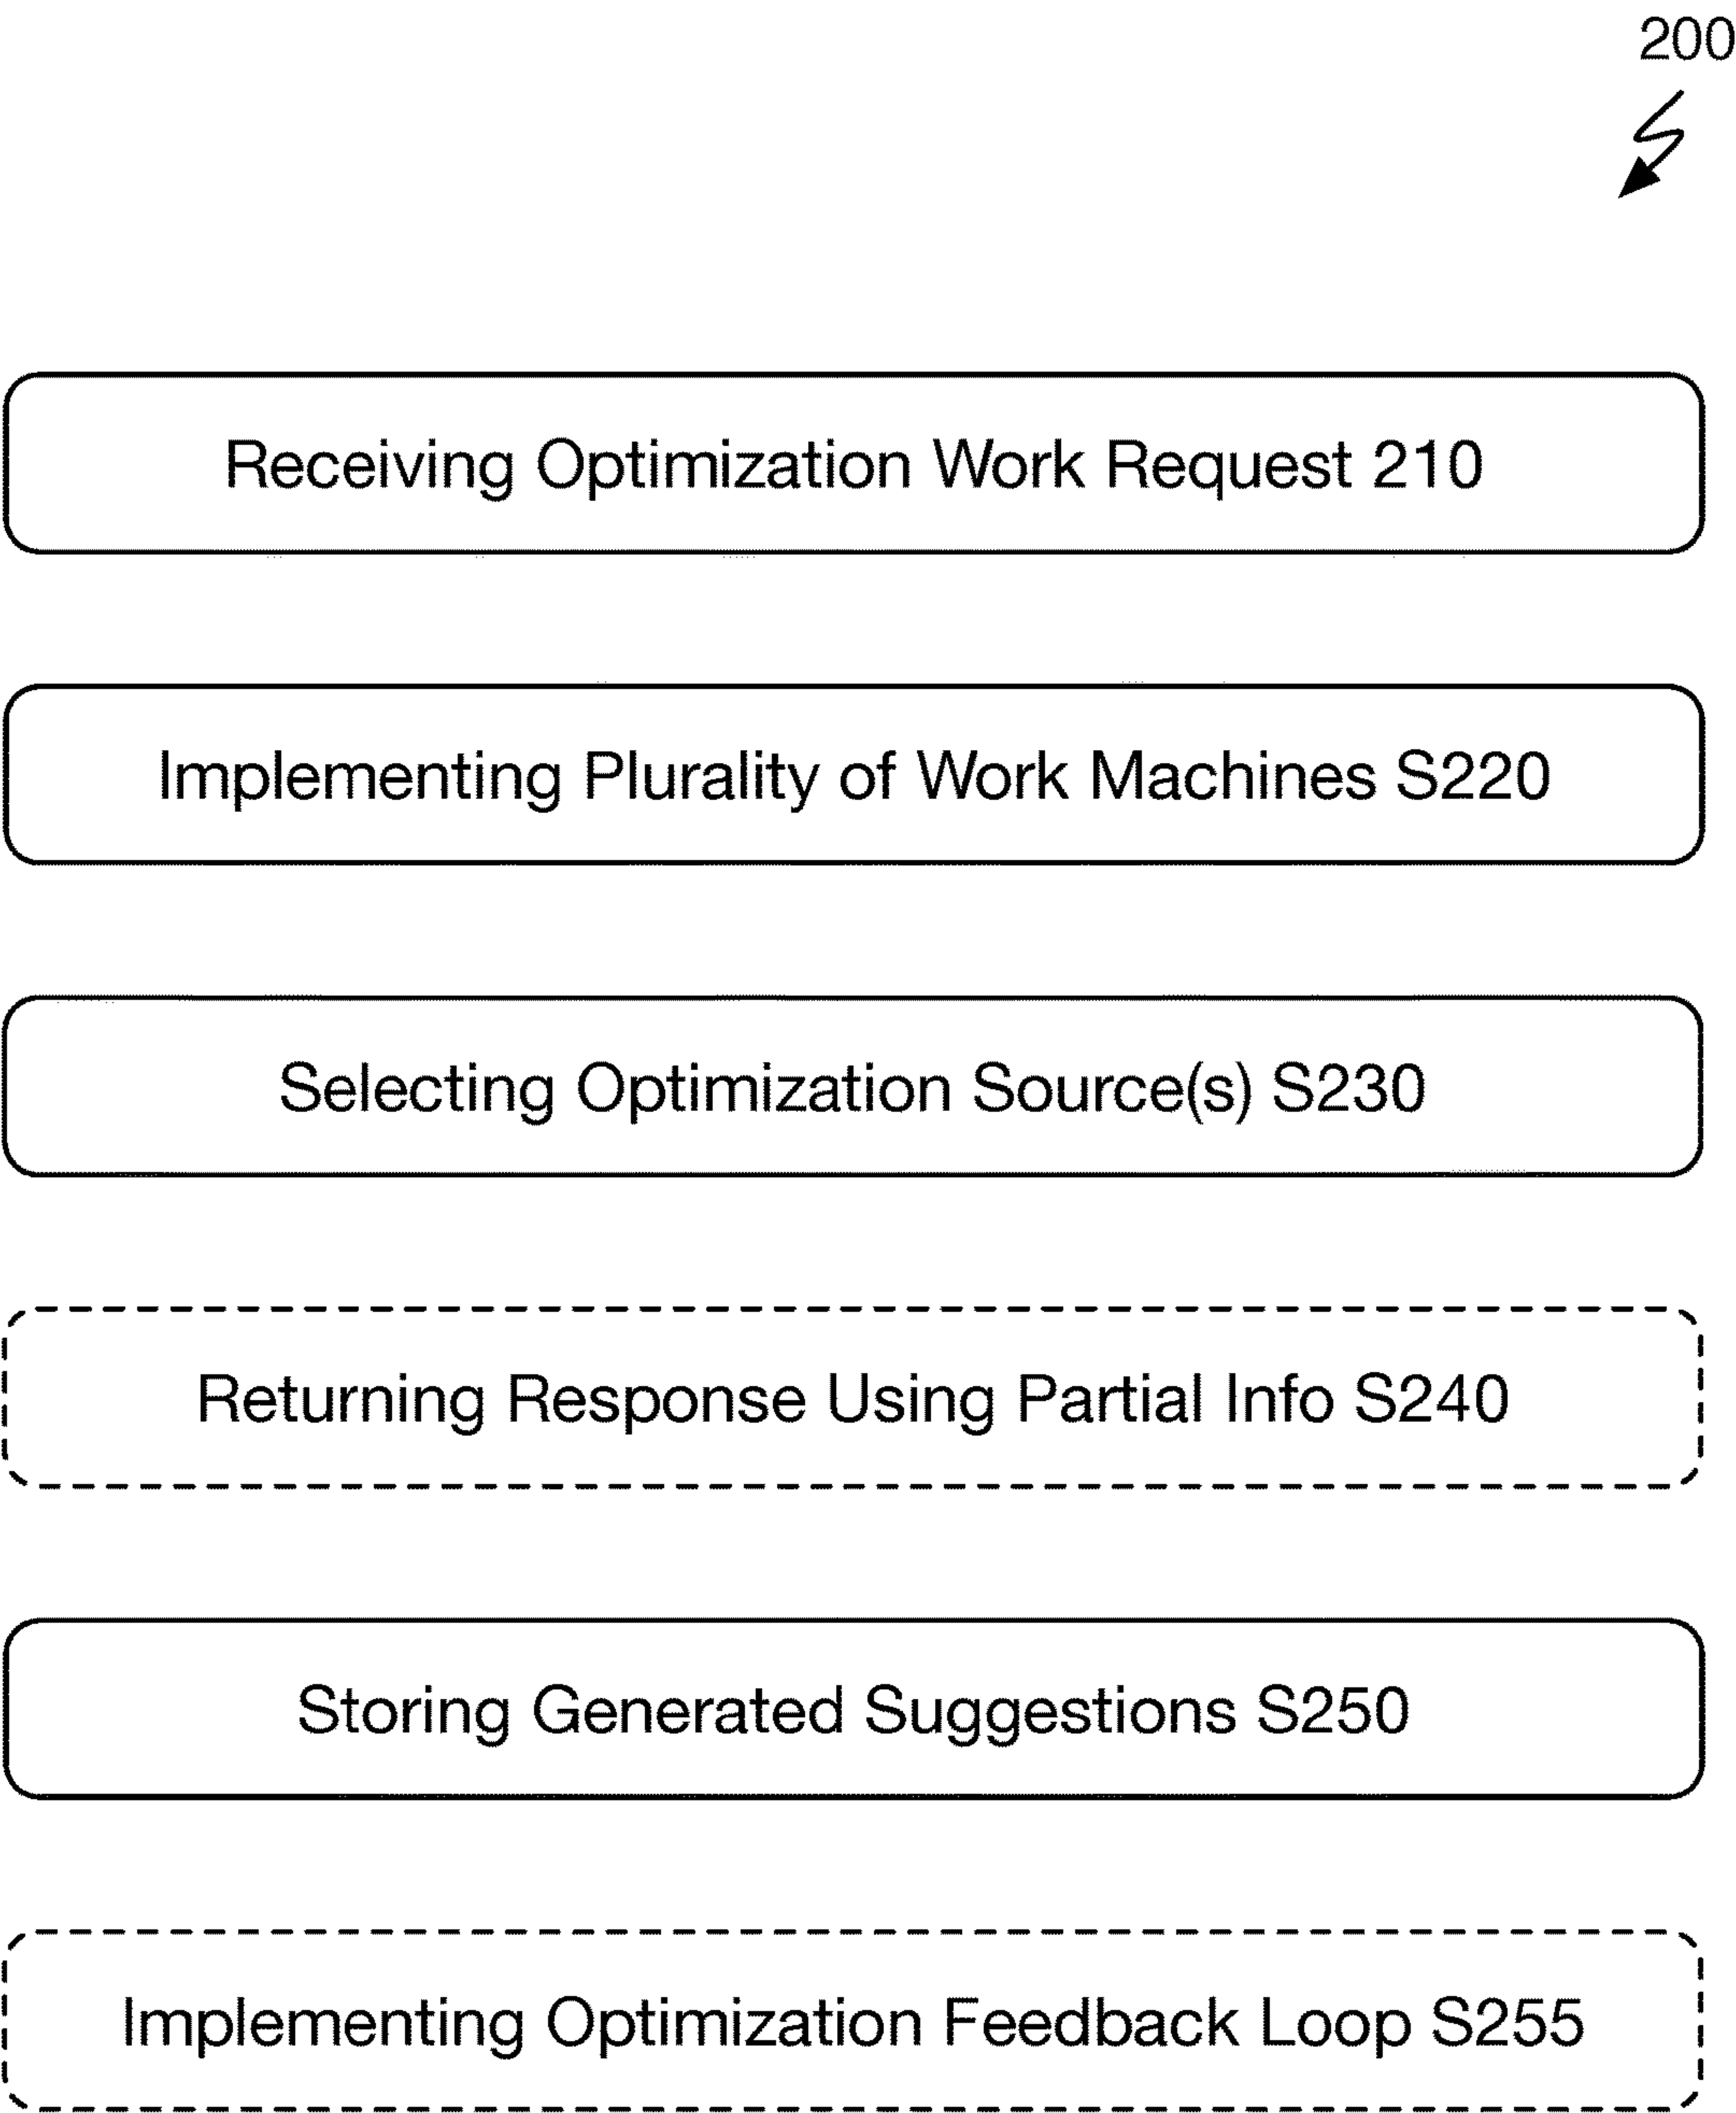 200
Receiving Optimization Work Request 210
Implementing Plurality of Work Machines S220
Selecting Optimization Source(s) S230
Returning Response Using Partial Info S240
Storing Generated Suggestions S250
Implementing Optimization Feedback Loop S255